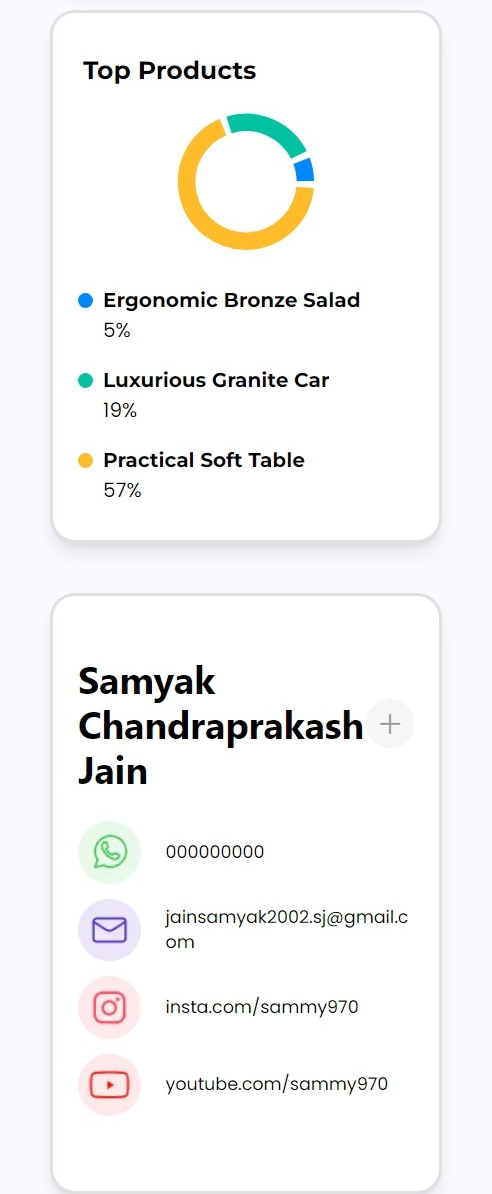 Top Products
Ergonomic Bronze Salad
5%
Luxurious Granite Car
19%
Practical Soft Table
57%
Samyak
Chandraprakash
Jain
000000000
jainsamyak2002.sj@gmail.c
om
insta.com/sammy970
youtube.com/sammy970